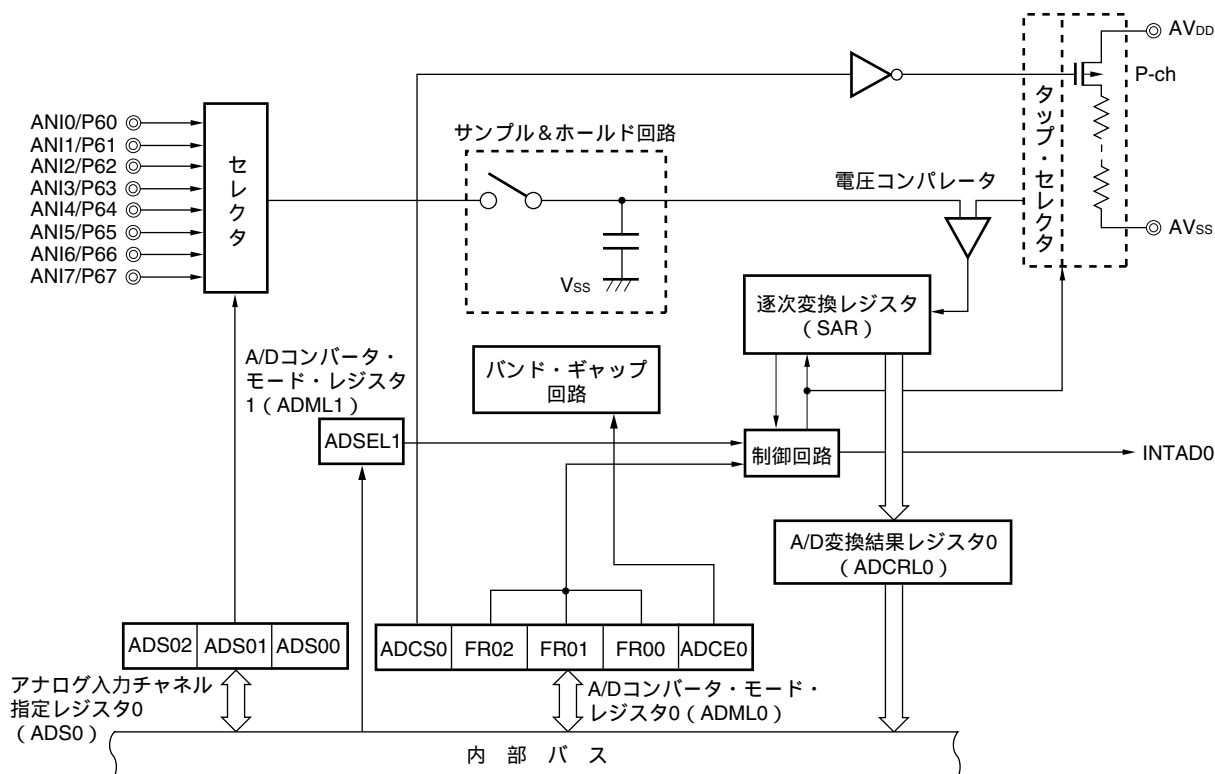 AVDD
P-ch
タップ・セレクタ
AVSS
ANI0/P60
ANI1/P61
ANI2/P62
ANI3/P63
ANI4/P64
ANI5/P65
ANI6/P66
ANI7/P67
セレクタ
サンプル＆ホールド回路
VSS
電圧コンパレータ
逐次変換レジスタ
（SAR）
A/Dコンバータ・
モード・レジスタ
1（ADML1）
バンド・ギャップ
回路
ADSEL1
制御回路
INTAD0
A/D変換結果レジスタ0
（ADCRL0）
ADS02 ADS01 ADS00
ADCS0 FR02 FR01 FR00 ADCE0
アナログ入力チャネル
指定レジスタ0
（ADS0）
A/Dコンバータ・モード・
レジスタ0（ADML0）
内 部 バ ス